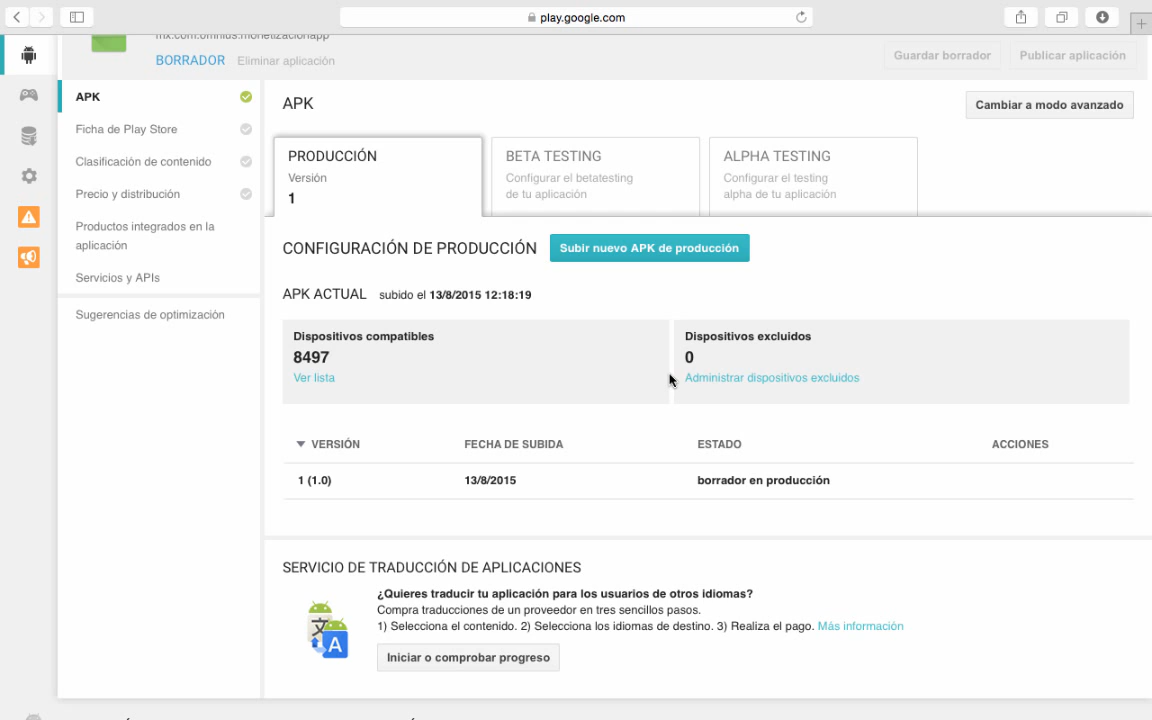 play.google.com
mx.com.omnius.monetizacionapp
BORRADOR Eliminar aplicación
Guardar borrador
Publicar aplicación
APK
Ficha de Play Store
Clasificación de contenido
Precio y distribución
Productos integrados en la
aplicación
Servicios y APIs
Sugerencias de optimización
APK
Cambiar a modo avanzado
PRODUCCIÓN
Versión
1
BETA TESTING
Configurar el betatesting
de tu aplicación
ALPHA TESTING
Configurar el testing
alpha de tu aplicación
CONFIGURACIÓN DE PRODUCCIÓN
Subir nuevo APK de producción
APK ACTUAL subido el 13/8/2015 12:18:19
Dispositivos compatibles
8497
Ver lista
Dispositivos excluidos
0
Administrar dispositivos excluidos
VERSIÓN FECHA DE SUBIDA ESTADO ACCIONES
1 (1.0) 13/8/2015 borrador en producción
SERVICIO DE TRADUCCIÓN DE APLICACIONES
¿Quieres traducir tu aplicación para los usuarios de otros idiomas?
Compra traducciones de un proveedor en tres sencillos pasos.
1) Selecciona el contenido. 2) Selecciona los idiomas de destino. 3) Realiza el pago. Más información
文
A
Iniciar o comprobar progreso